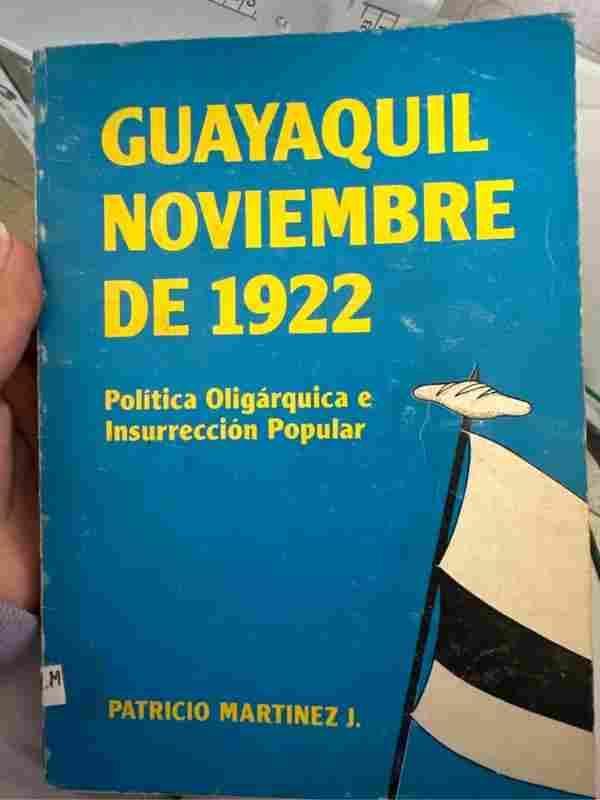 GUAYAQUIL
NOVIEMBRE
DE 1922
Política Oligárquica e
Insurrección Popular
.M
PATRICIO MARTINEZ J.